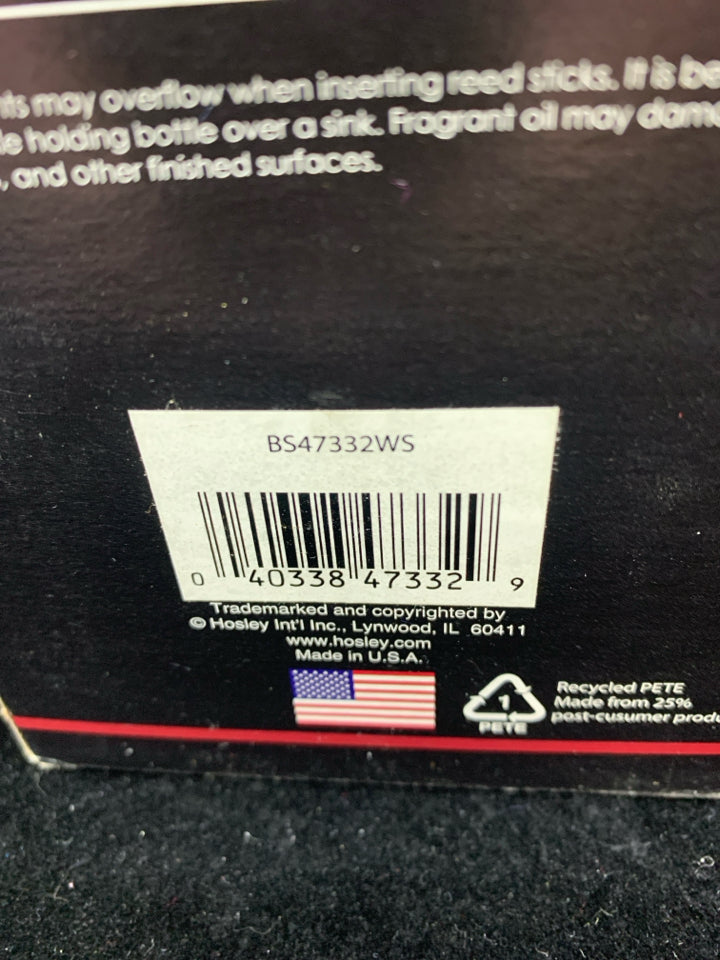 nts may overflow when inserting reed sticks. It is be
le holding bottle over a sink. Fragrant oil may dama
, and other finished surfaces.
BS47332WS
0 40338 47332 9
Trademarked and copyrighted by
© Hosley Int'l Inc., Lynwood, IL 60411
www.hosley.com
Made in U.S.A.
1
PETE
Recycled PETE
Made from 25%
post-cusumer produ